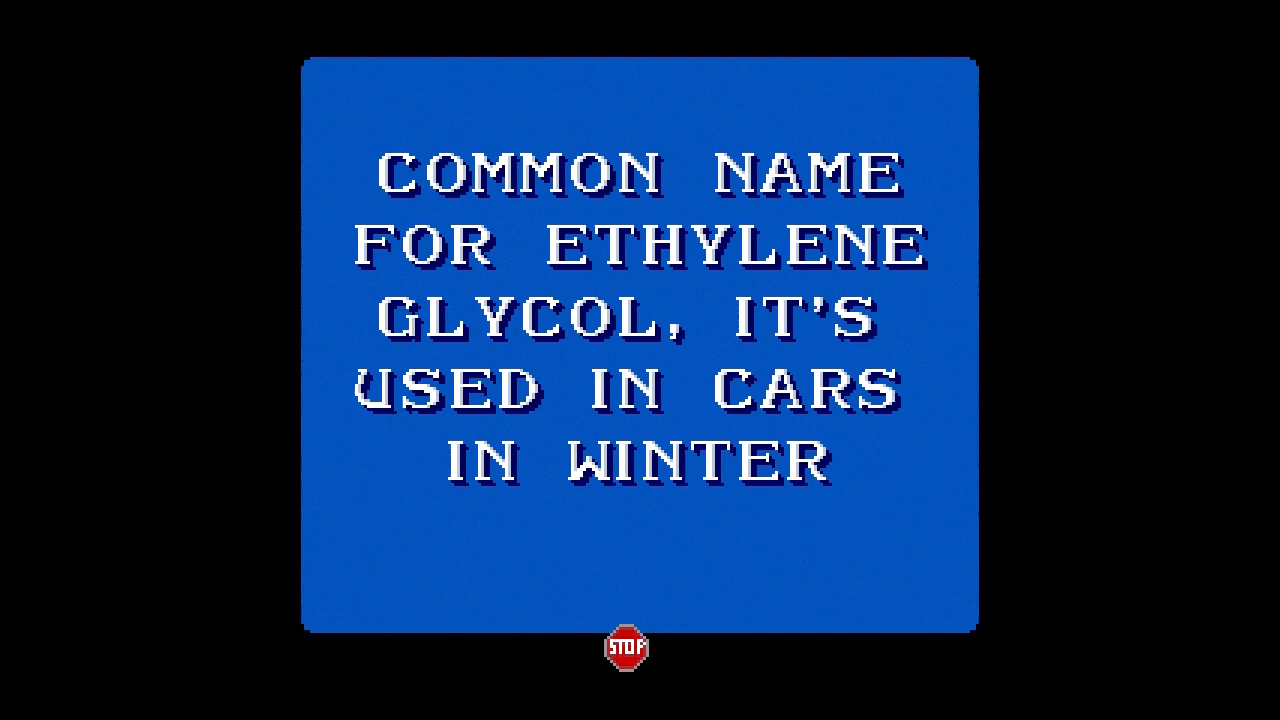 COMMON NAME
FOR ETHYLENE
GLYCOL, IT'S
USED IN CARS
IN WINTER
STOP